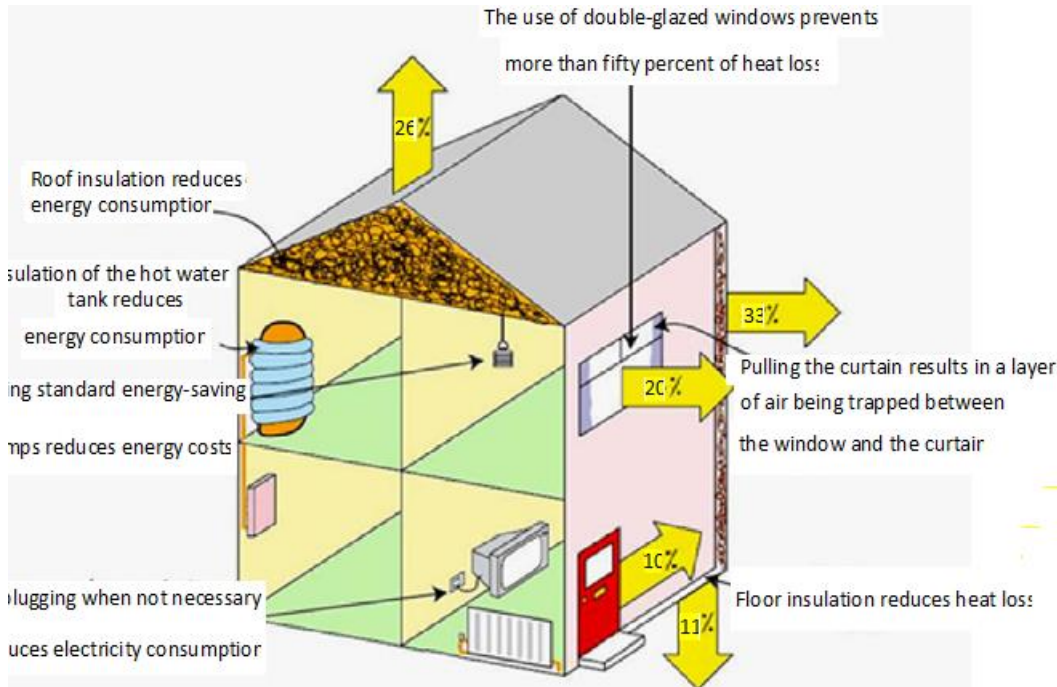 The use of double-glazed windows prevents
more than fifty percent of heat loss
26%
Roof insulation reduces
energy consumption
sulation of the hot water
tank reduces
energy consumption
33%
ing standard energy-saving
20%
Pulling the curtain results in a layer
of air being trapped between
mps reduces energy costs
the window and the curtair
10%
plugging when not necessary
Floor insulation reduces heat loss
11%
uces electricity consumption